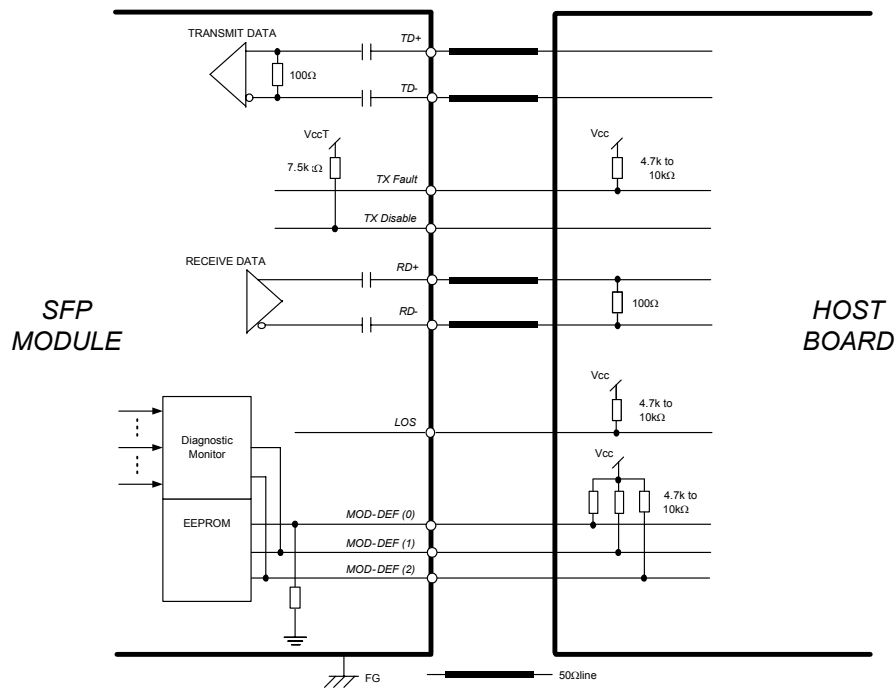 TRANSMIT DATA
TD+
100Ω
TD-
VccT
7.5k :Ω
TX Fault
Vcc
4.7k to
10kΩ
TX Disable
RECEIVE DATA
RD+
100Ω
RD-
SFP
MODULE
HOST
BOARD
Vcc
4.7k to
10kΩ
LOS
Diagnostic
Monitor
Vcc
4.7k to
10kΩ
EEPROM
MOD-DEF (0)
MOD-DEF (1)
MOD-DEF (2)
FG
50Ωline